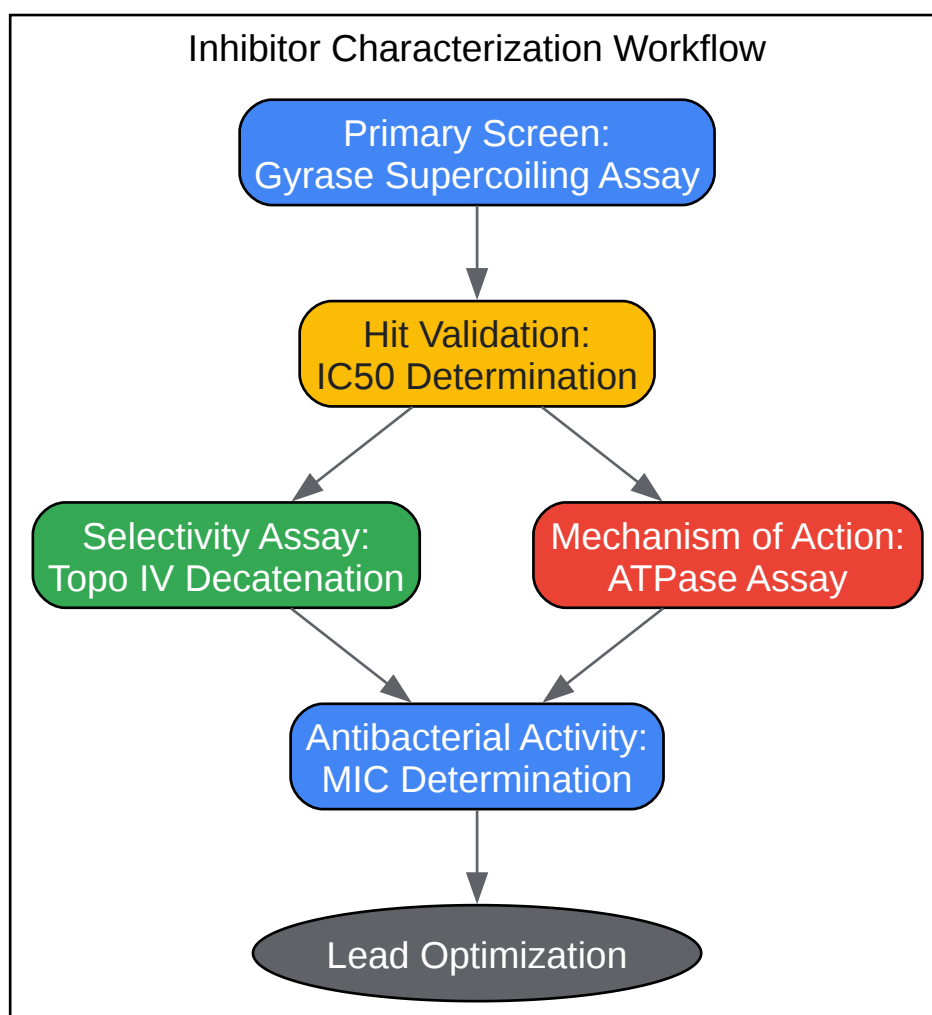 Inhibitor Characterization Workflow
Primary Screen:
Gyrase Supercoiling Assay
Hit Validation:
IC50 Determination
Selectivity Assay:
Topo IV Decatenation
Mechanism of Action:
ATPase Assay
Antibacterial Activity:
MIC Determination
Lead Optimization